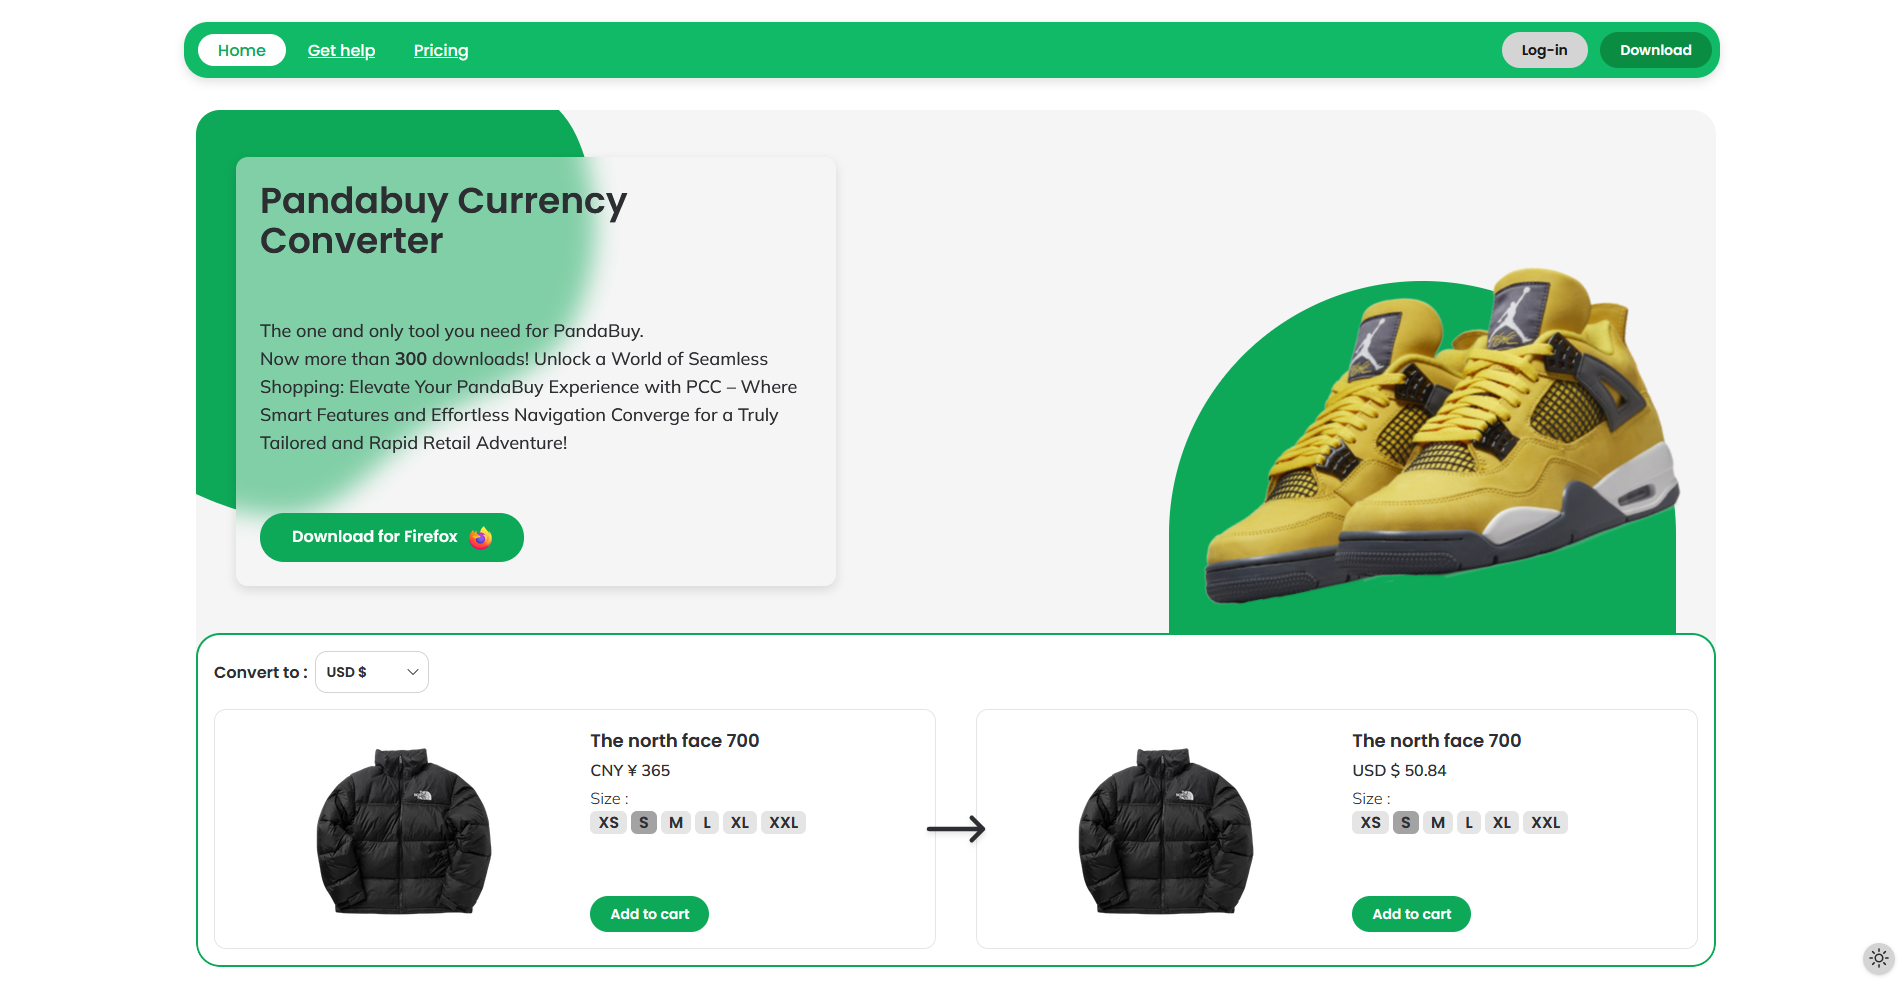 Home Get help Pricing Log-in Download
Pandabuy Currency
Converter
The one and only tool you need for PandaBuy.
Now more than 300 downloads! Unlock a World of Seamless
Shopping: Elevate Your PandaBuy Experience with PCC – Where
Smart Features and Effortless Navigation Converge for a Truly
Tailored and Rapid Retail Adventure!
Download for Firefox
Convert to : USD $
The north face 700
CNY ¥ 365
Size :
XS S M L XL XXL
Add to cart
The north face 700
USD $ 50.84
Size :
XS S M L XL XXL
Add to cart